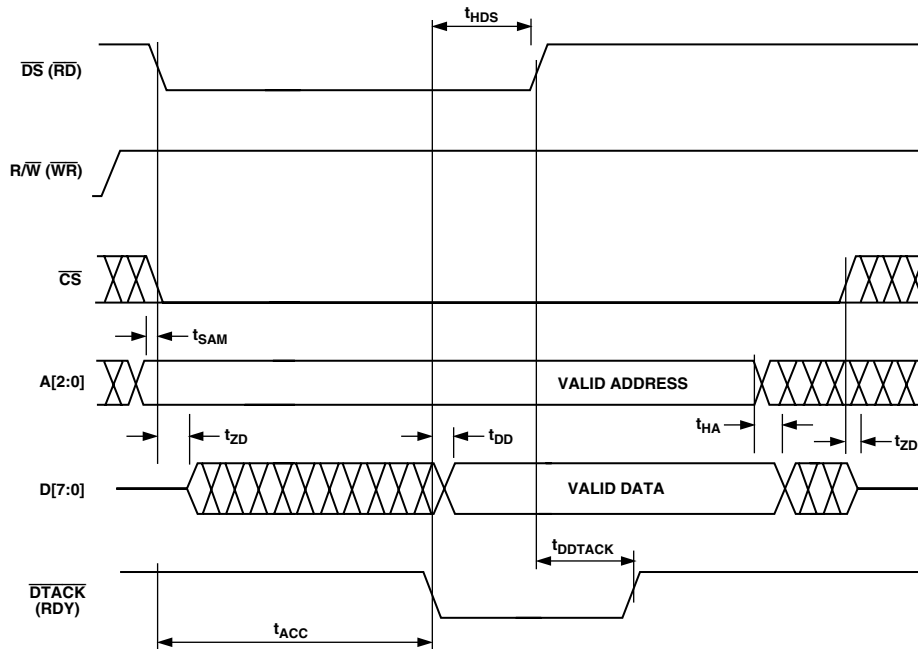 tHDS
DS (RD)
R/W (WR)
CS
tSAM
A[2:0]
VALID ADDRESS
tZD
tDD
tHA
tZD
D[7:0]
VALID DATA
tDDTACK
DTACK
(RDY)
tACC